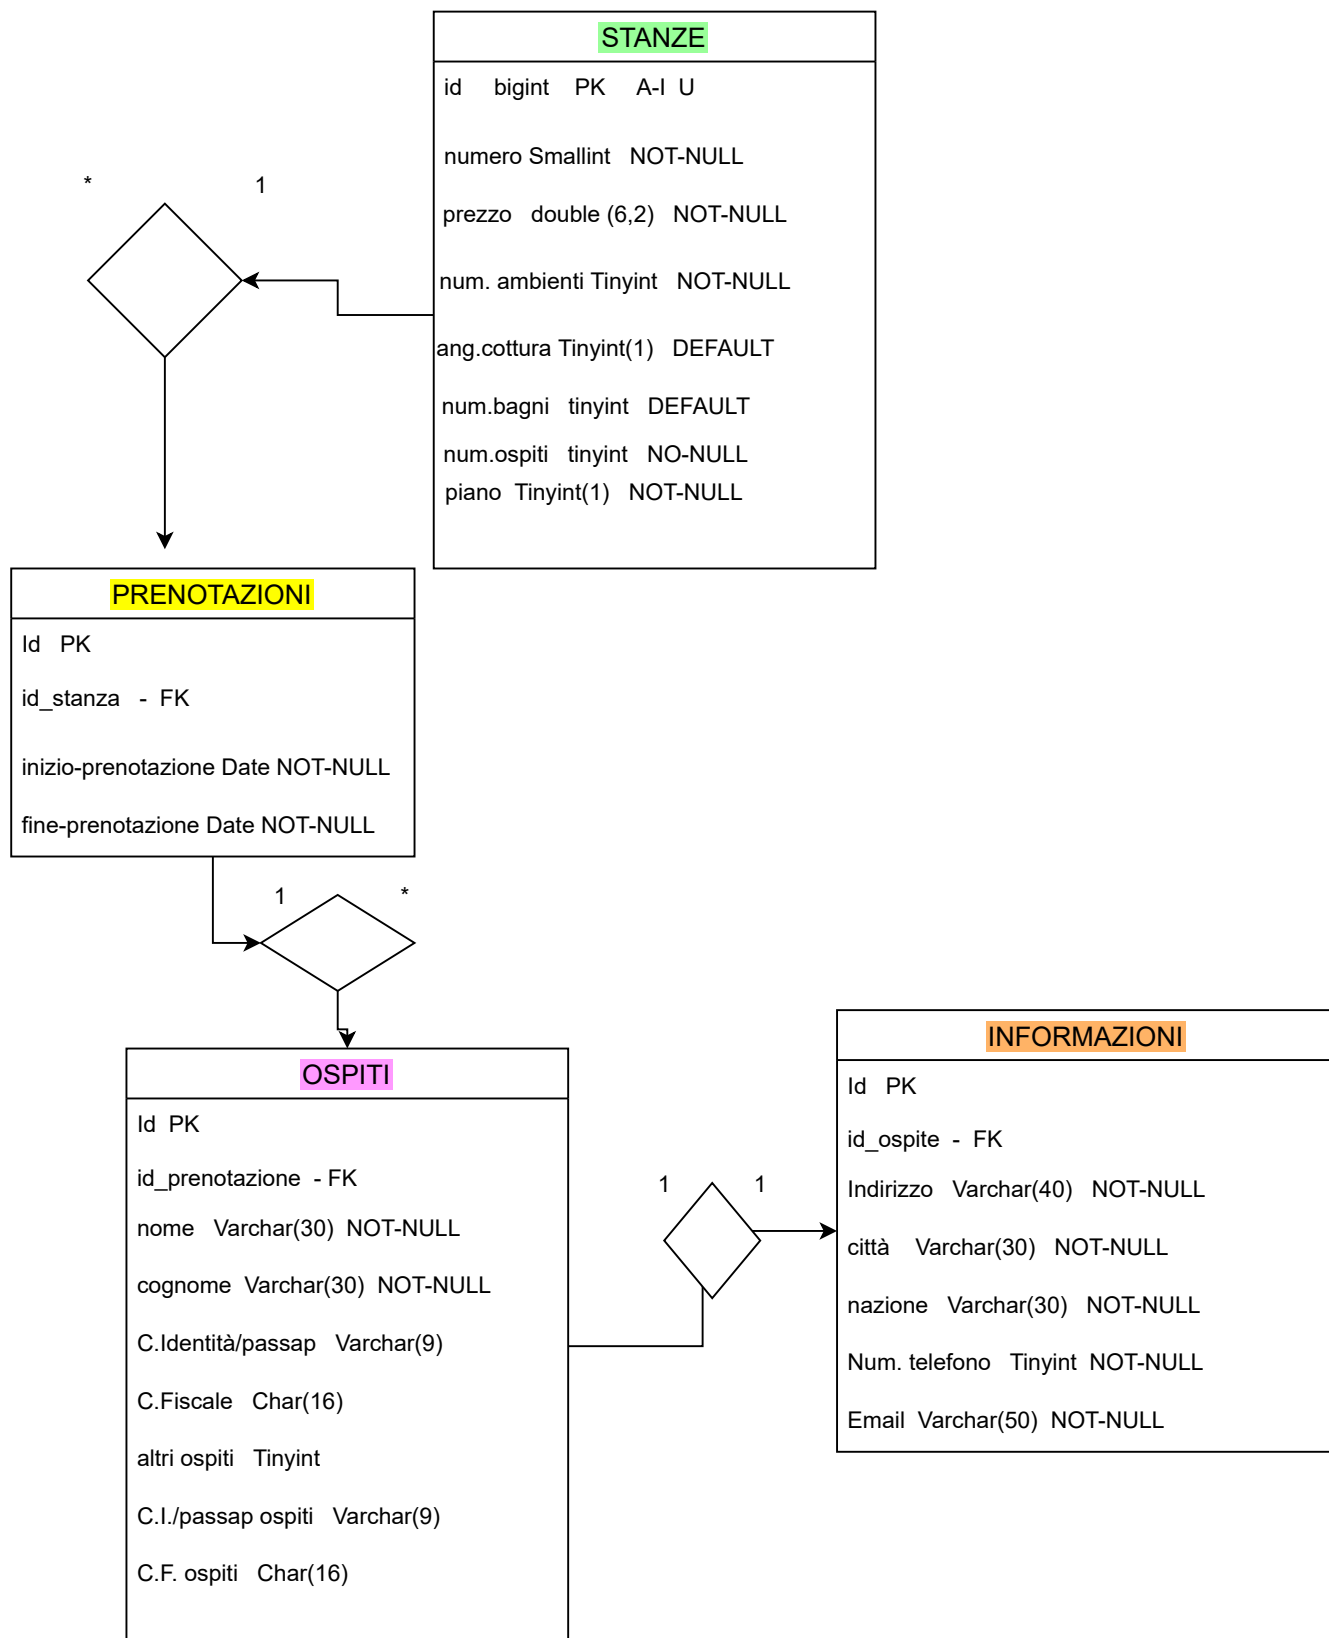 STANZE
id bigint PK A-I U
numero Smallint NOT-NULL
prezzo double (6,2) NOT-NULL
num. ambienti Tinyint NOT-NULL
ang.cottura Tinyint(1) DEFAULT
num.bagni tinyint DEFAULT
num.ospiti tinyint NO-NULL
piano Tinyint(1) NOT-NULL
* 1
PRENOTAZIONI
Id PK
id_stanza - FK
inizio-prenotazione Date NOT-NULL
fine-prenotazione Date NOT-NULL
1 *
OSPITI
Id PK
id_prenotazione - FK
nome Varchar(30) NOT-NULL
cognome Varchar(30) NOT-NULL
C.Identità/passap Varchar(9)
C.Fiscale Char(16)
altri ospiti Tinyint
C.I./passap ospiti Varchar(9)
C.F. ospiti Char(16)
1 1
INFORMAZIONI
Id PK
id_ospite - FK
Indirizzo Varchar(40) NOT-NULL
città Varchar(30) NOT-NULL
nazione Varchar(30) NOT-NULL
Num. telefono Tinyint NOT-NULL
Email Varchar(50) NOT-NULL